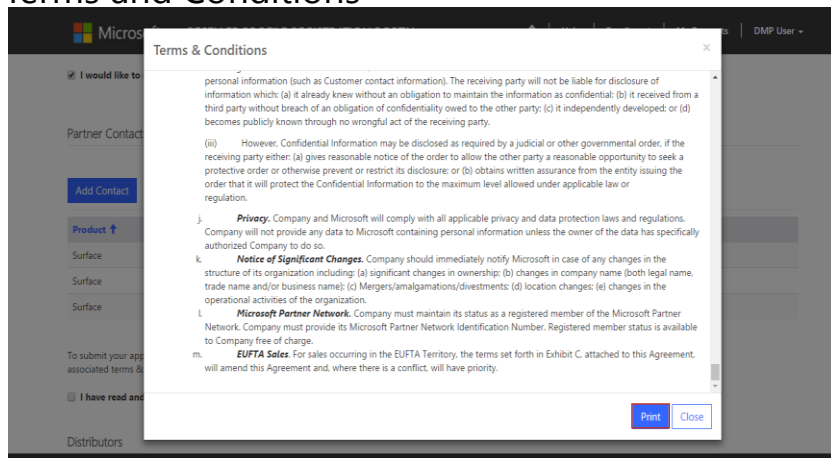 Terms and Conditions
Micros
DMP User
Terms & Conditions
×
I would like to
personal information (such as Customer contact information). The receiving party will not be liable for disclosure of
information which: (a) it already knew without an obligation to maintain the information as confidential; (b) it received from a
third party without breach of an obligation of confidentiality owed to the other party; (c) it independently developed; or (d)
becomes publicly known through no wrongful act of the receiving party.
Partner Contact
(iii) However, Confidential Information may be disclosed as required by a judicial or other governmental order, if the
receiving party either: (a) gives reasonable notice of the order to allow the other party a reasonable opportunity to seek a
protective order or otherwise prevent or restrict its disclosure; or (b) obtains written assurance from the entity issuing the
order that it will protect the Confidential Information to the maximum level allowed under applicable law or
regulation.
Add Contact
j. Privacy. Company and Microsoft will comply with all applicable privacy and data protection laws and regulations.
Company will not provide any data to Microsoft containing personal information unless the owner of the data has specifically
authorized Company to do so.
Product ↑
Surface
Surface
Surface
k. Notice of Significant Changes. Company should immediately notify Microsoft in case of any changes in the
structure of its organization including: (a) significant changes in ownership; (b) changes in company name (both legal name,
trade name and/or business name); (c) Mergers/amalgamations/divestments; (d) location changes; (e) changes in the
operational activities of the organization.
l. Microsoft Partner Network. Company must maintain its status as a registered member of the Microsoft Partner
Network. Company must provide its Microsoft Partner Network Identification Number. Registered member status is available
to Company free of charge.
m. EUFTA Sales. For sales occurring in the EUFTA Territory, the terms set forth in Exhibit C, attached to this Agreement,
will amend this Agreement and, where there is a conflict, will have priority.
To submit your app
associated terms &
I have read and
Print
Close
Distributors